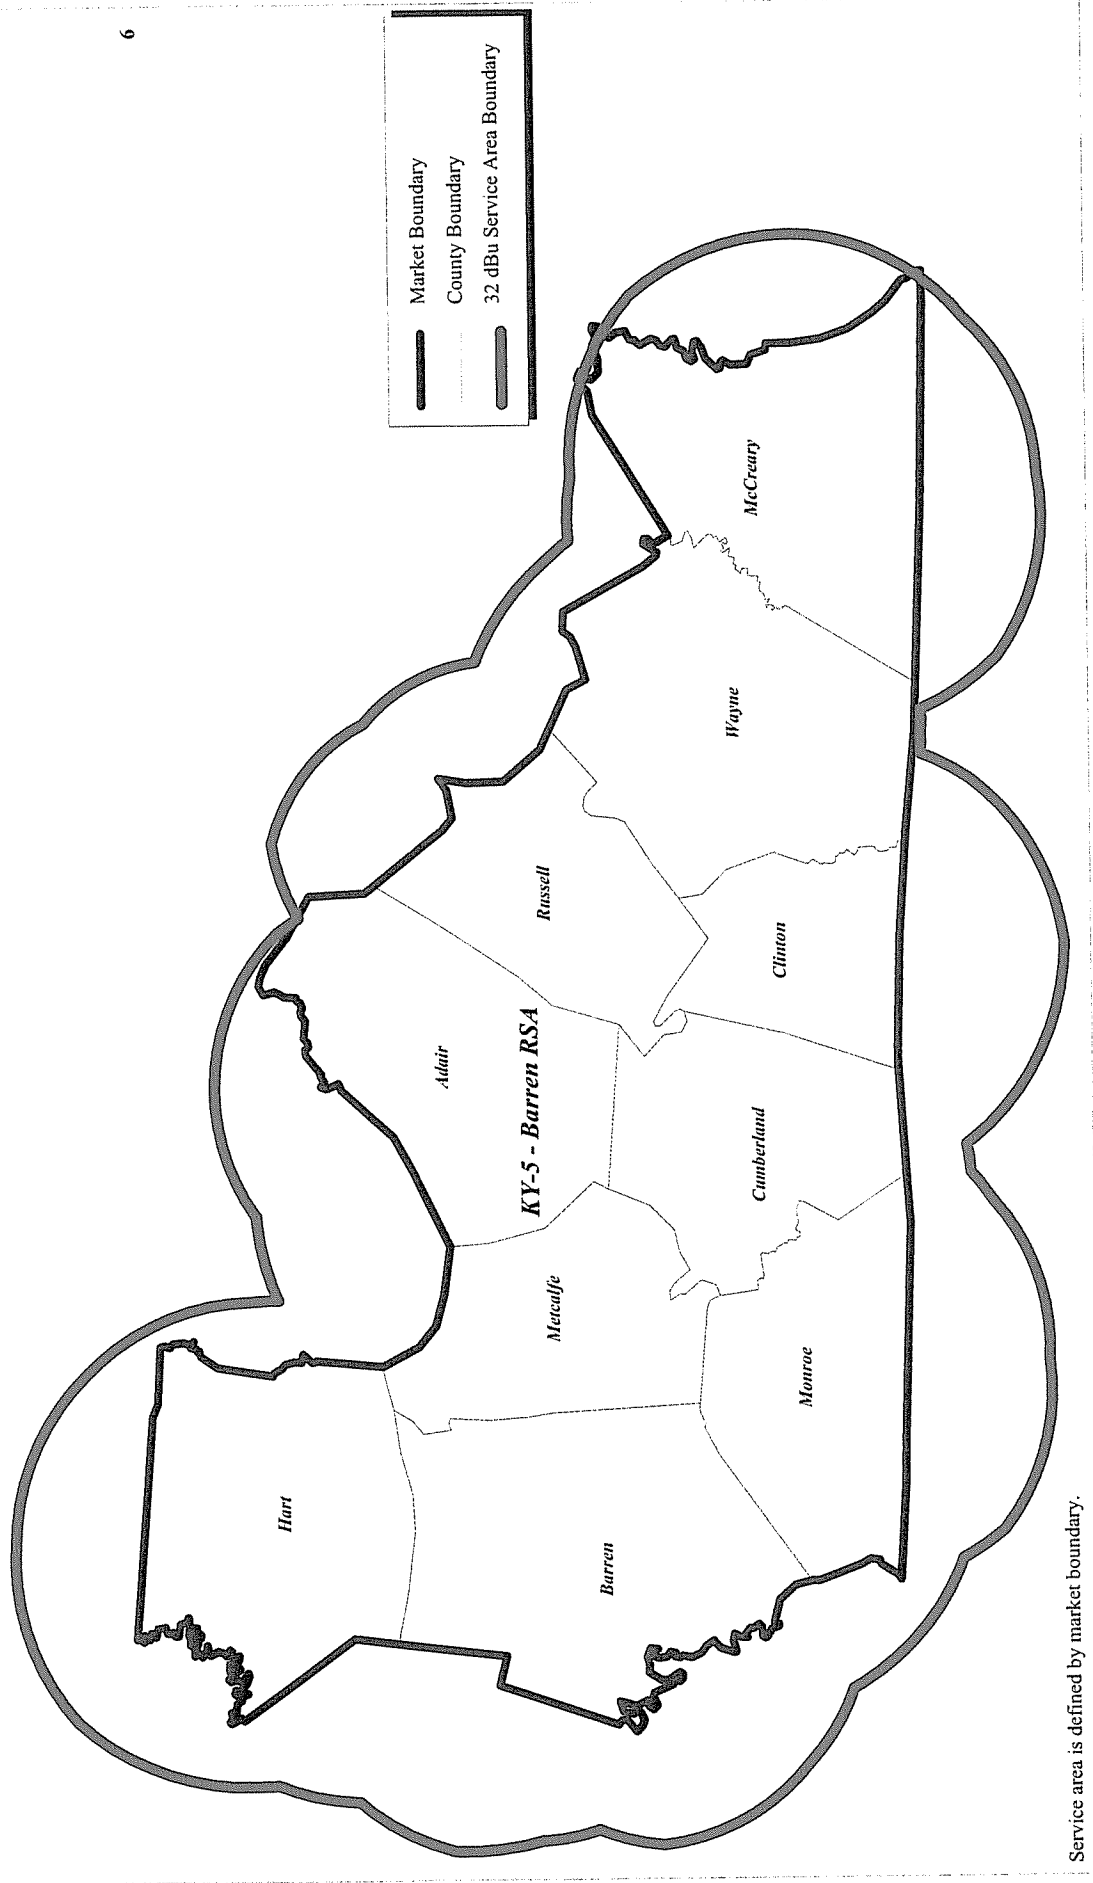 6
Market Boundary
County Boundary
32 dBu Service Area Boundary
Hart
Adair
Russell
KY-5 - Barren RSA
Metcalfe
Barren
McCreary
Wayne
Clinton
Cumberland
Monroe
Service area is defined by market boundary.